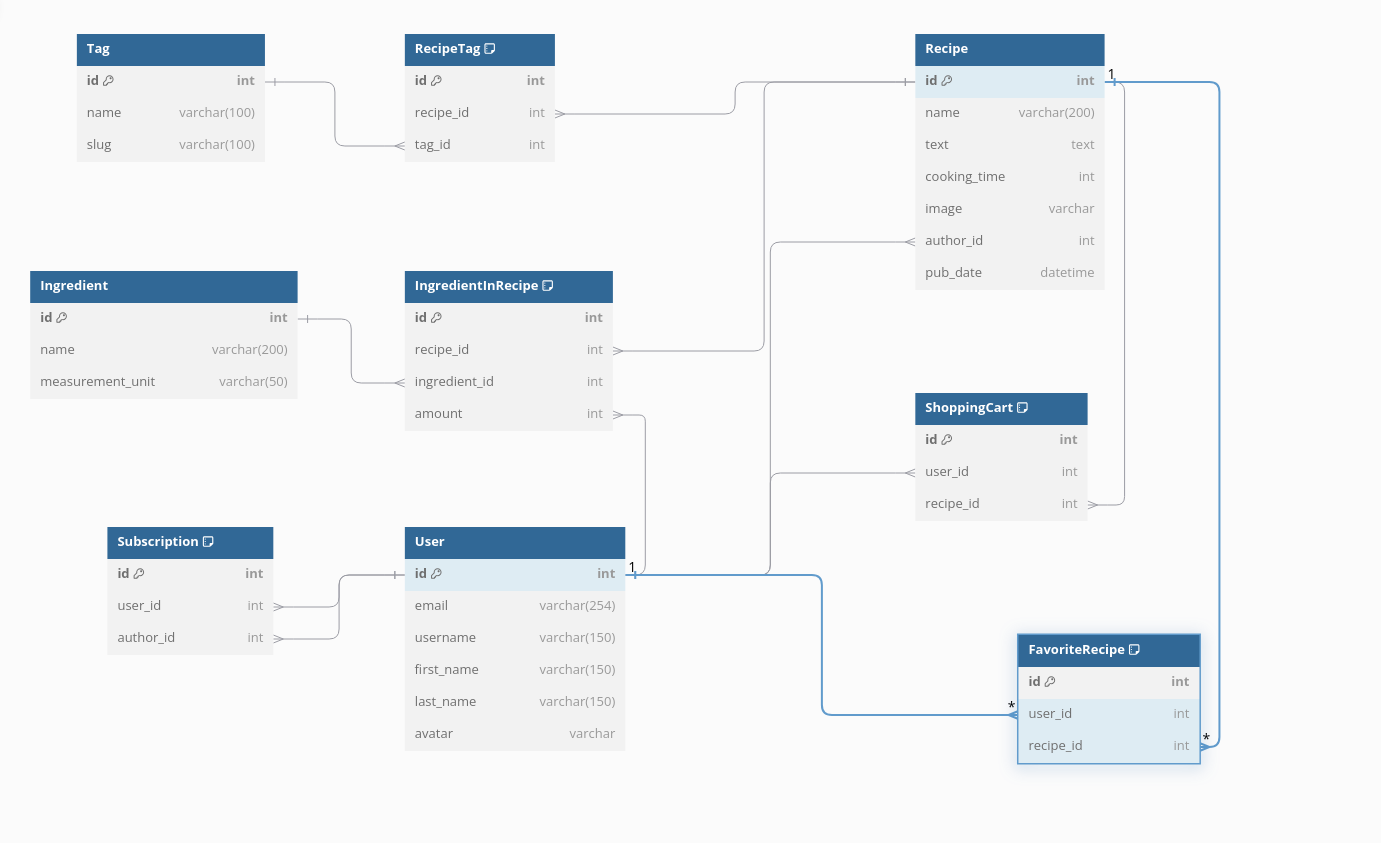 Tag
id int
name varchar(100)
slug varchar(100)
RecipeTag
id int
recipe_id int
tag_id int
Recipe
id int
name varchar(200)
text text
cooking_time int
image varchar
author_id int
pub_date datetime
1
Ingredient
id int
name varchar(200)
measurement_unit varchar(50)
IngredientInRecipe
id int
recipe_id int
ingredient_id int
amount int
ShoppingCart
id int
user_id int
recipe_id int
Subscription
id int
user_id int
author_id int
User
id int
email varchar(254)
username varchar(150)
first_name varchar(150)
last_name varchar(150)
avatar varchar
1
FavoriteRecipe
id int
* user_id int
recipe_id int *